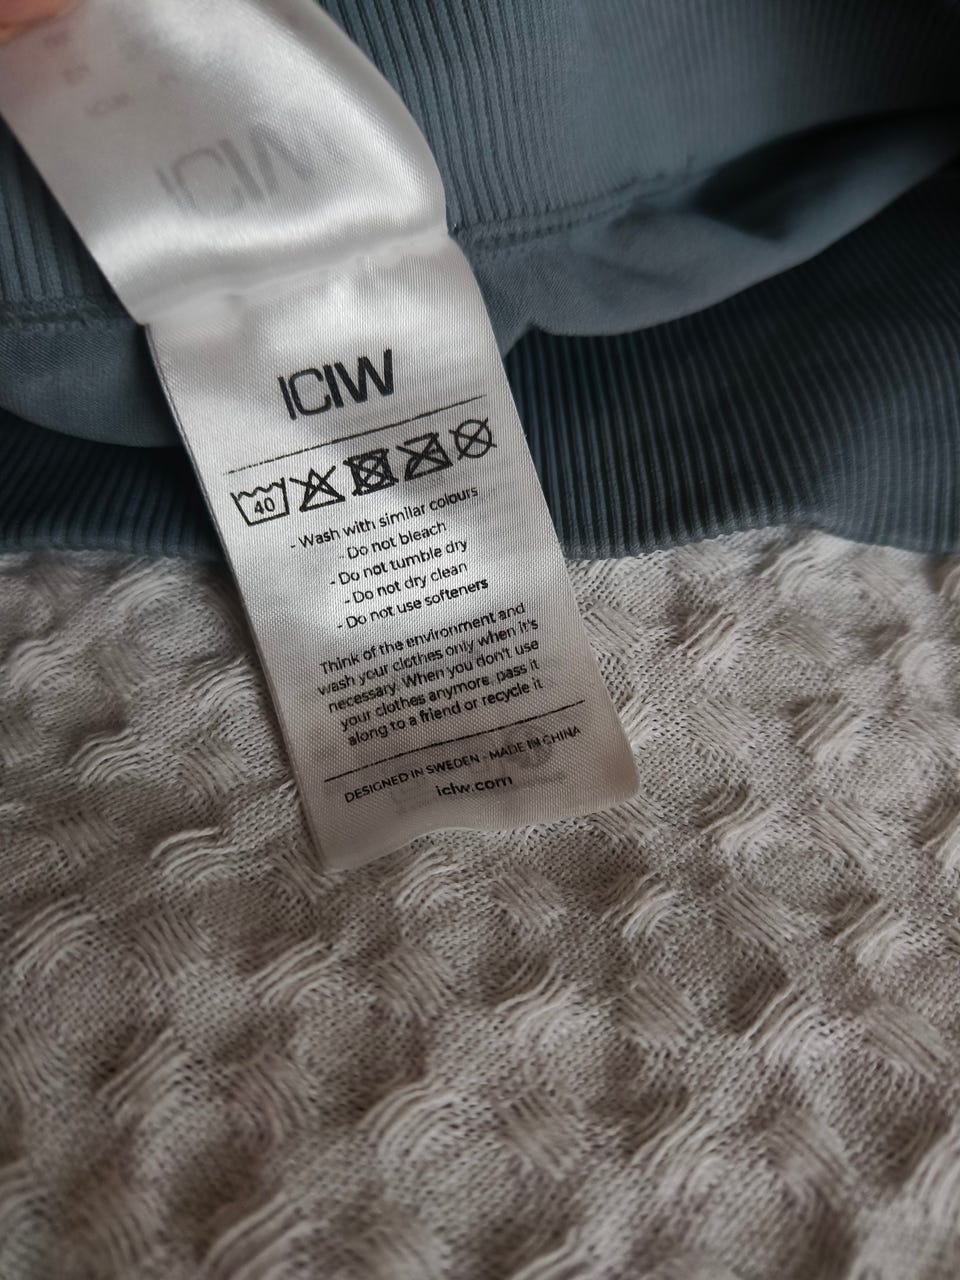 ICIW
ICIW
40
- Wash with similar colours
- Do not bleach
- Do not tumble dry
- Do not dry clean
- Do not use softeners
Think of the environment and
wash your clothes only when it's
necessary. When you don't use
your clothes anymore, pass it
along to a friend or recycle it
DESIGNED IN SWEDEN - MADE IN CHINA
iciw.com